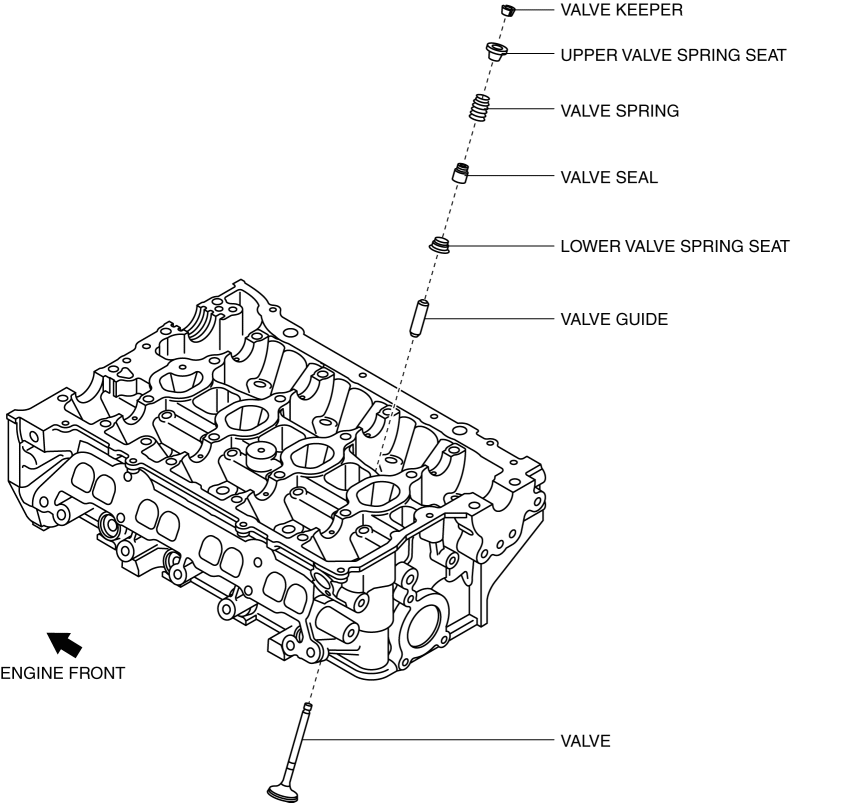 VALVE KEEPER
UPPER VALVE SPRING SEAT
VALVE SPRING
VALVE SEAL
LOWER VALVE SPRING SEAT
VALVE GUIDE
ENGINE FRONT
VALVE